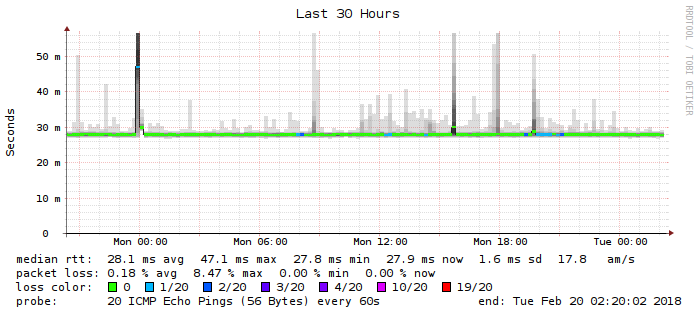 Last 30 Hours
RRDTOOL / TOBI OETIKER
Seconds
50 m
40 m
30 m
20 m
10 m
0
Mon 00:00 Mon 06:00 Mon 12:00 Mon 18:00 Tue 00:00
median rtt: 28.1 ms avg 47.1 ms max 27.8 ms min 27.9 ms now 1.6 ms sd 17.8 am/s
packet loss: 0.18 % avg 8.47 % max 0.00 % min 0.00 % now
loss color: 0 1/20 2/20 3/20 4/20 10/20 19/20
probe: 20 ICMP Echo Pings (56 Bytes) every 60s end: Tue Feb 20 02:20:02 2018